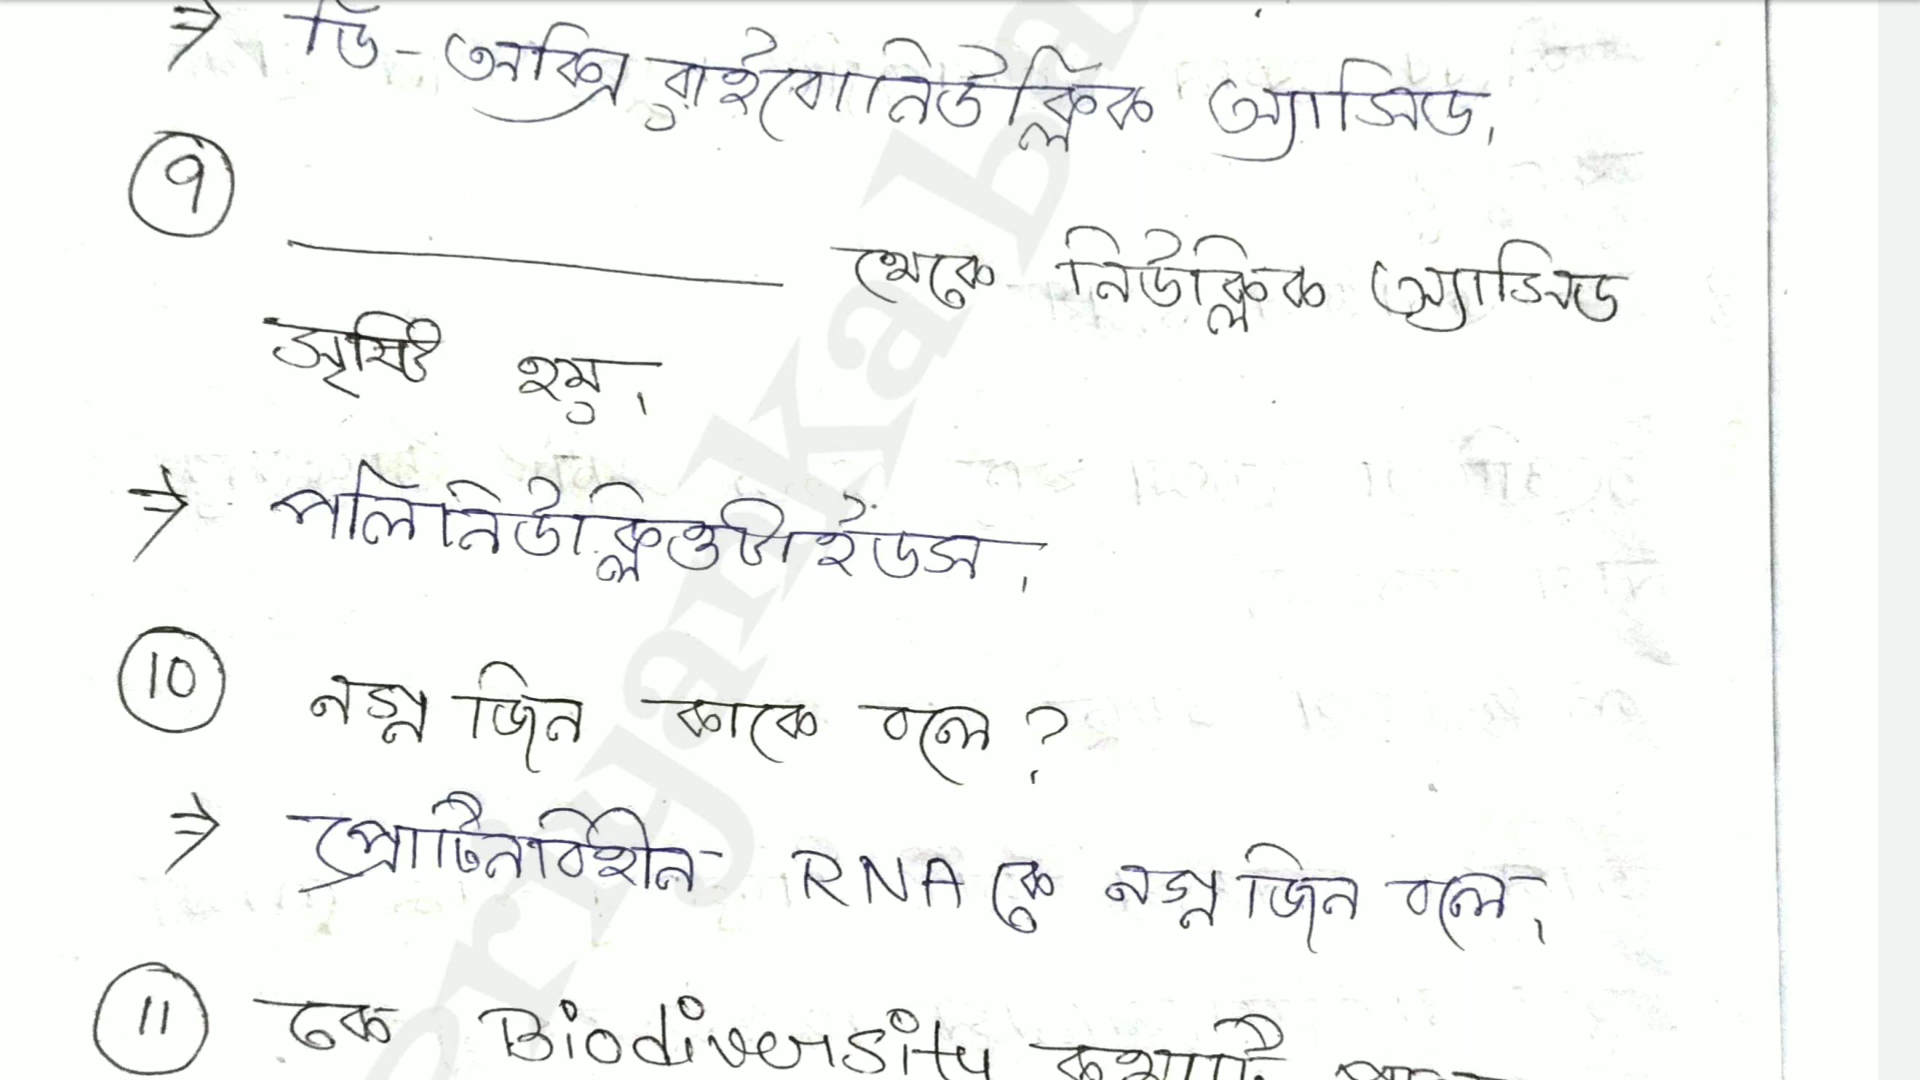 ⇒ ডি-অক্সি রাইবোনিউক্লিক অ্যাসিড।
9
__________ থেকে নিউক্লিক অ্যাসিড
সৃষ্টি হয়।
⇒ পলিনিউক্লিওটাইডস।
10 নগ্ন জিন কাকে বলে?
⇒ প্রোটিনবিহীন RNA কে নগ্ন জিন বলে।
11 কে Biodiversity কথাটি